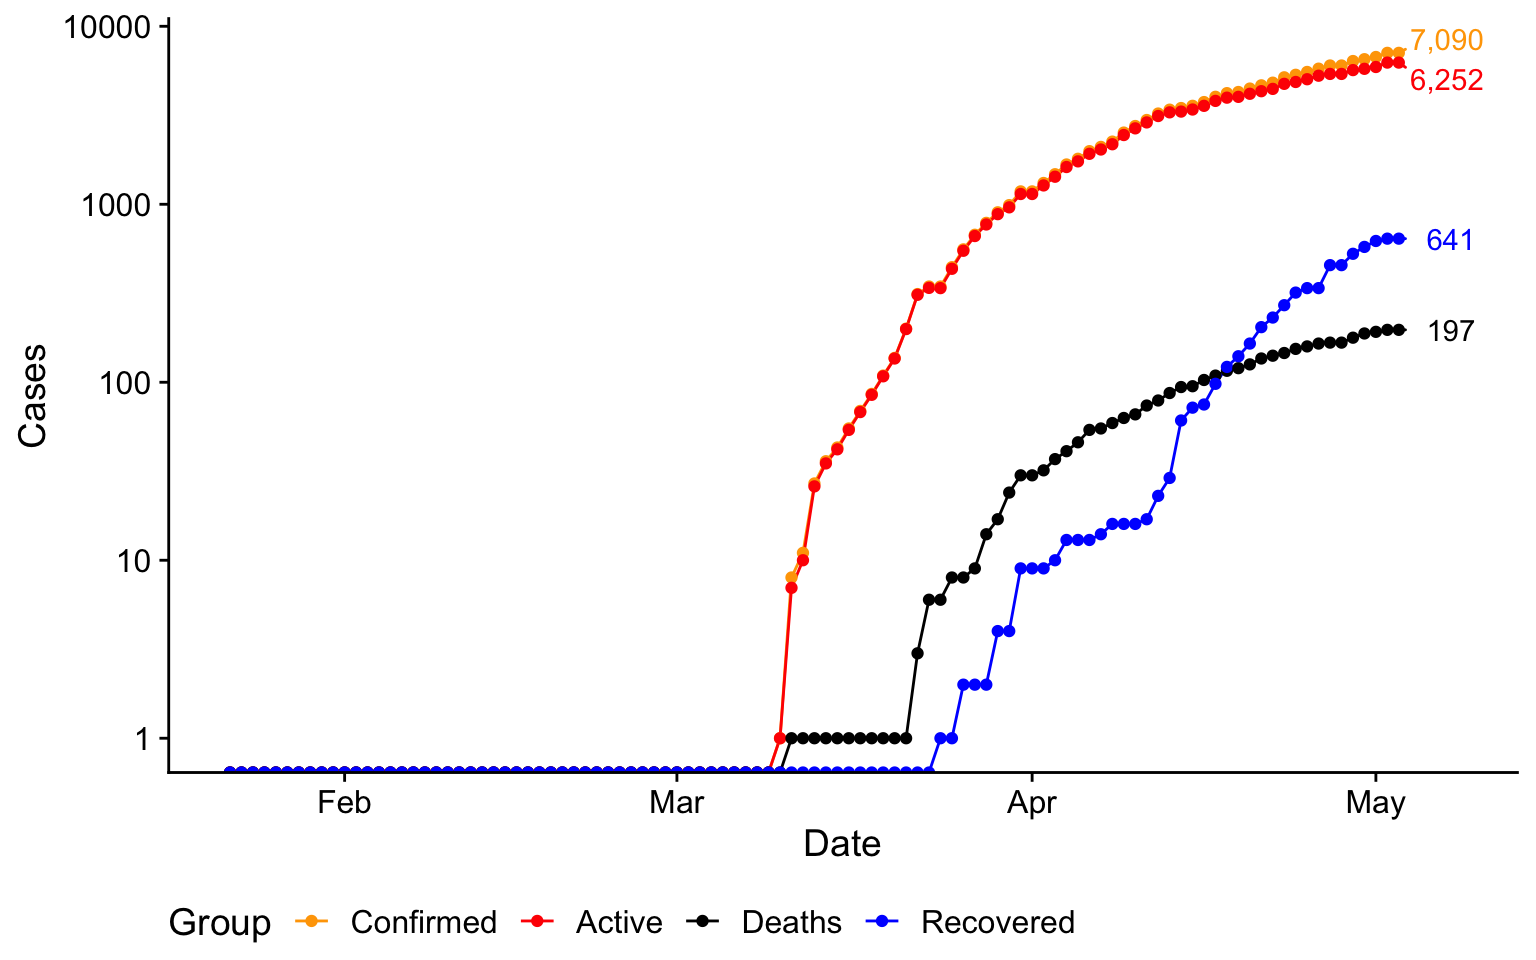 10000
1000
100
10
1
Cases
7,090
6,252
641
197
Feb Mar Apr May
Date
Group Confirmed Active Deaths Recovered